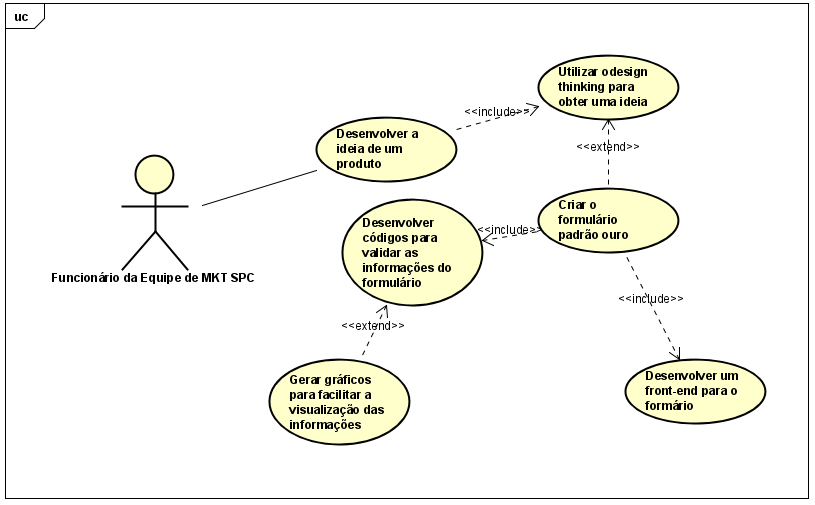 uc
Utilizar odesign
thinking para
obter uma ideia
<<include>>
Desenvolver a
ideia de um
produto
<<extend>>
Criar o
formulário
padrão ouro
<<include>>
Desenvolver
códigos para
validar as
informações do
formulário
Funcionário da Equipe de MKT SPC
<<include>>
<<extend>>
Gerar gráficos
para facilitar a
visualização das
informações
Desenvolver um
front-end para o
formário